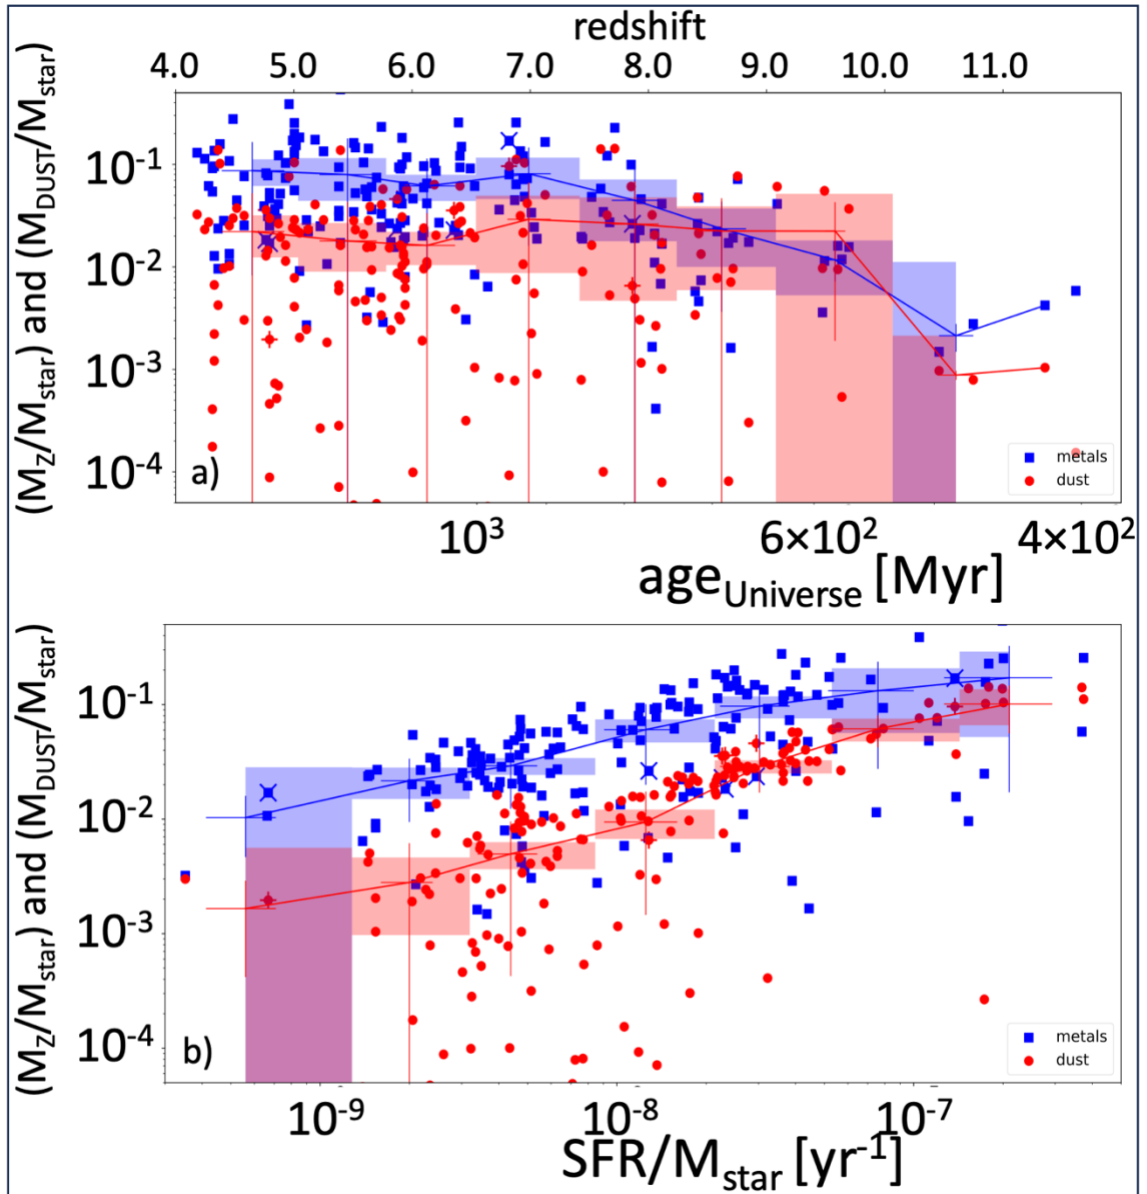 redshift
4.0 5.0 6.0 7.0 8.0 9.0 10.0 11.0
(M_Z/M_star) and (M_DUST/M_star)
10^-1
10^-2
10^-3
10^-4
a)
metals
dust
10^3 6×10^2 4×10^2
age_Universe [Myr]
(M_Z/M_star) and (M_DUST/M_star)
10^-1
10^-2
10^-3
10^-4
b)
metals
dust
10^-9 10^-8 10^-7
SFR/M_star [yr^-1]